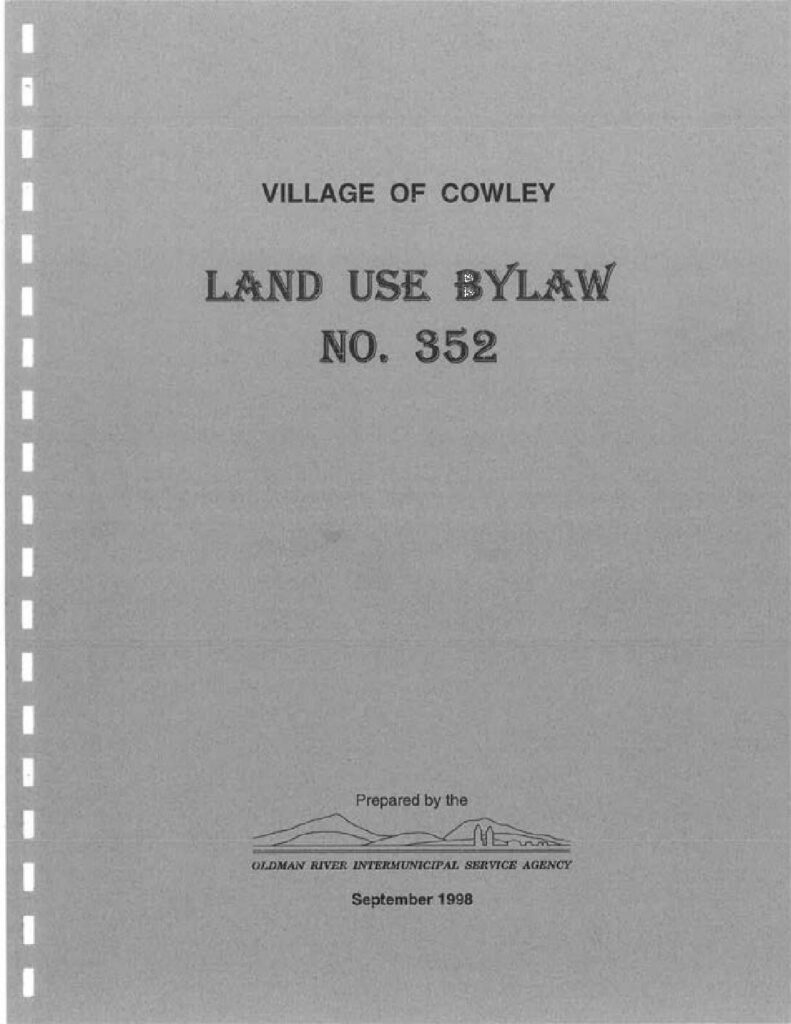 VILLAGE OF COWLEY
LAND USE BYLAW
NO. 352
Prepared by the
OLDMAN RIVER INTERMUNICIPAL SERVICE AGENCY
September 1998